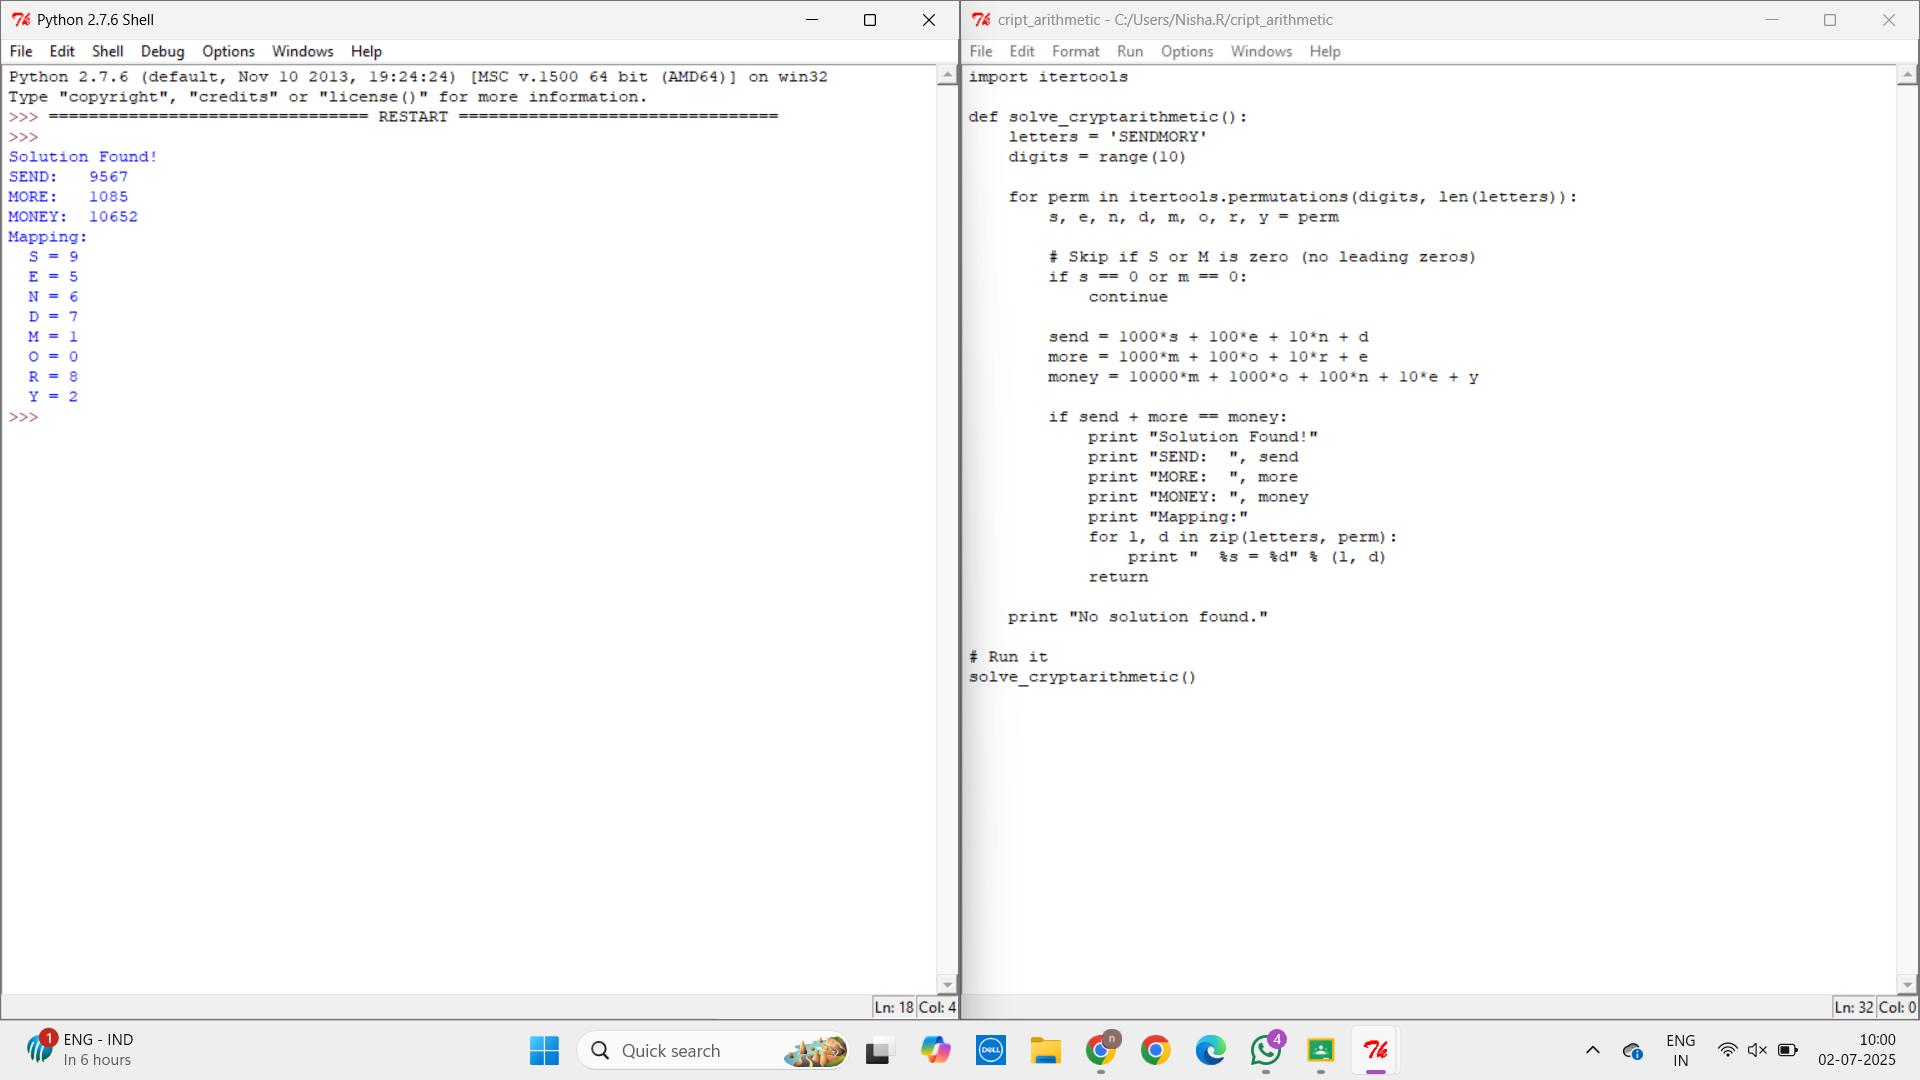 Python 2.7.6 Shell
File Edit Shell Debug Options Windows Help
Python 2.7.6 (default, Nov 10 2013, 19:24:24) [MSC v.1500 64 bit (AMD64)] on win32
Type "copyright", "credits" or "license()" for more information.
>>> ================================ RESTART ================================
>>>
Solution Found!
SEND:   9567
MORE:   1085
MONEY:  10652
Mapping:
  S = 9
  E = 5
  N = 6
  D = 7
  M = 1
  O = 0
  R = 8
  Y = 2
>>>
Ln: 18 Col: 4
cript_arithmetic - C:/Users/Nisha.R/cript_arithmetic
File Edit Format Run Options Windows Help
import itertools
def solve_cryptarithmetic():
    letters = 'SENDMORY'
    digits = range(10)
    for perm in itertools.permutations(digits, len(letters)):
        s, e, n, d, m, o, r, y = perm
        # Skip if S or M is zero (no leading zeros)
        if s == 0 or m == 0:
            continue
        send = 1000*s + 100*e + 10*n + d
        more = 1000*m + 100*o + 10*r + e
        money = 10000*m + 1000*o + 100*n + 10*e + y
        if send + more == money:
            print "Solution Found!"
            print "SEND:  ", send
            print "MORE:  ", more
            print "MONEY: ", money
            print "Mapping:"
            for l, d in zip(letters, perm):
                print "  %s = %d" % (l, d)
            return
    print "No solution found."
# Run it
solve_cryptarithmetic()
Ln: 32 Col: 0
1
ENG - IND
In 6 hours
Quick search
DELL
n
4
ENG
IN
10:00
02-07-2025